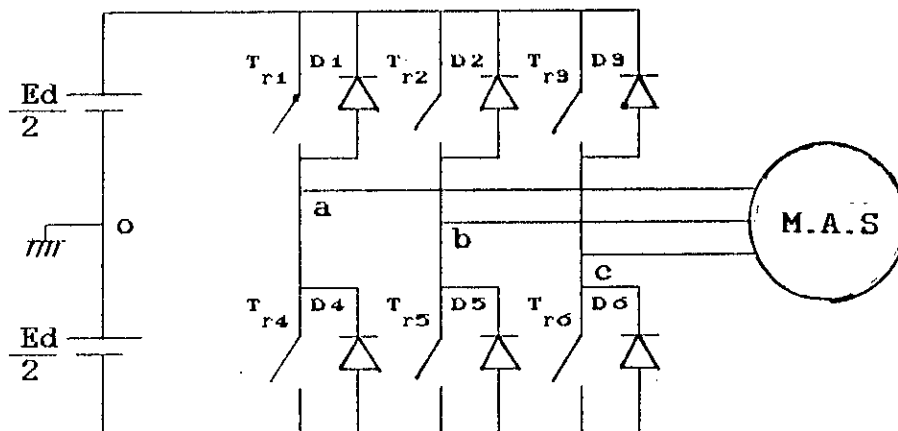 Tr1 D1 Tr2 D2 Tr3 D3
Ed
2
a
o
b
M.A.S
c
Tr4 D4 Tr5 D5 Tr6 D6
Ed
2